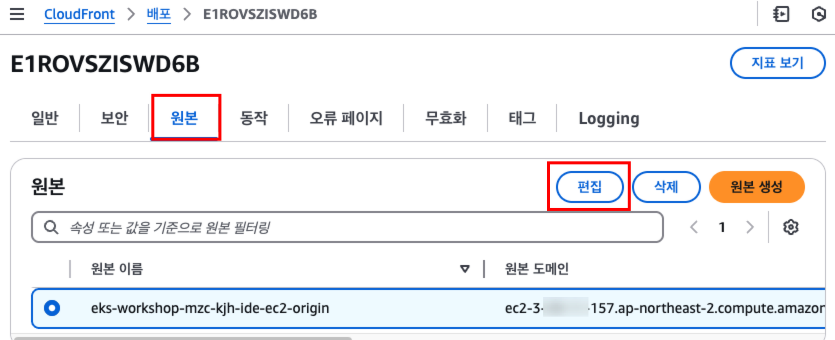 CloudFront > 배포 > E1ROVSZISWD6B
E1ROVSZISWD6B 지표 보기
일반 보안 원본 동작 오류 페이지 무효화 태그 Logging
원본 편집 삭제 원본 생성
속성 또는 값을 기준으로 원본 필터링 1
원본 이름 원본 도메인
eks-workshop-mzc-kjh-ide-ec2-origin ec2-3- -157.ap-northeast-2.compute.amazon